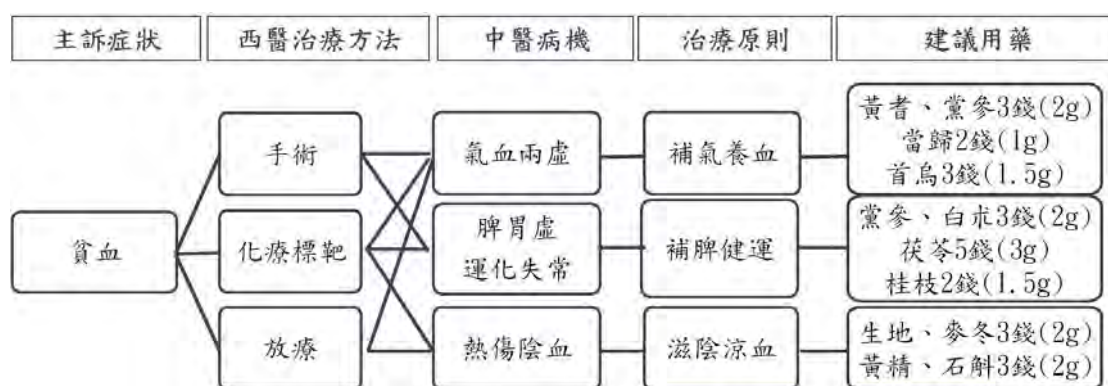 主訴症狀
西醫治療方法
中醫病機
治療原則
建議用藥
貧血
手術
化療標靶
放療
氣血兩虛
脾胃虛
運化失常
熱傷陰血
補氣養血
補脾健運
滋陰涼血
黃耆、黨參3錢(2g)
當歸2錢(1g)
首烏3錢(1.5g)
黨參、白朮3錢(2g)
茯苓5錢(3g)
桂枝2錢(1.5g)
生地、麥冬3錢(2g)
黃精、石斛3錢(2g)